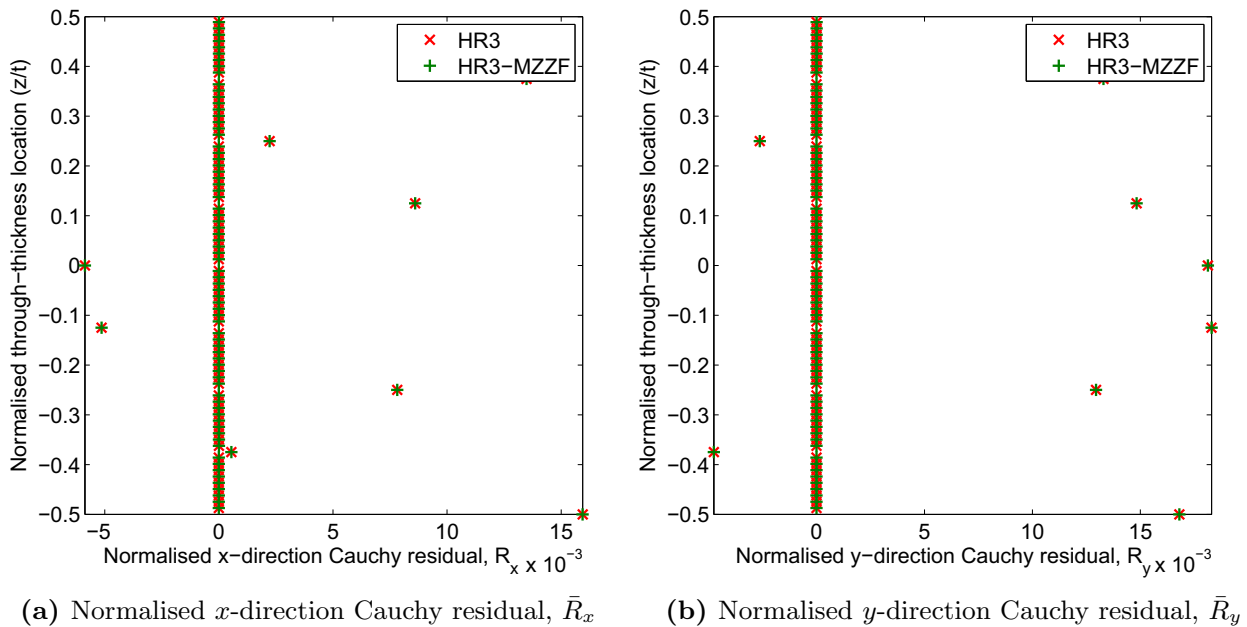 0.5
0.4
0.3
0.2
0.1
0
−0.1
−0.2
−0.3
−0.4
−0.5
Normalised through−thickness location (z/t)
HR3
HR3−MZZF
−5 0 5 10 15
Normalised x−direction Cauchy residual, R_x x 10^−3
(a) Normalised x-direction Cauchy residual, R̄_x
0.5
0.4
0.3
0.2
0.1
0
−0.1
−0.2
−0.3
−0.4
−0.5
Normalised through−thickness location (z/t)
HR3
HR3−MZZF
0 5 10 15
Normalised y−direction Cauchy residual, R_y x 10^−3
(b) Normalised y-direction Cauchy residual, R̄_y